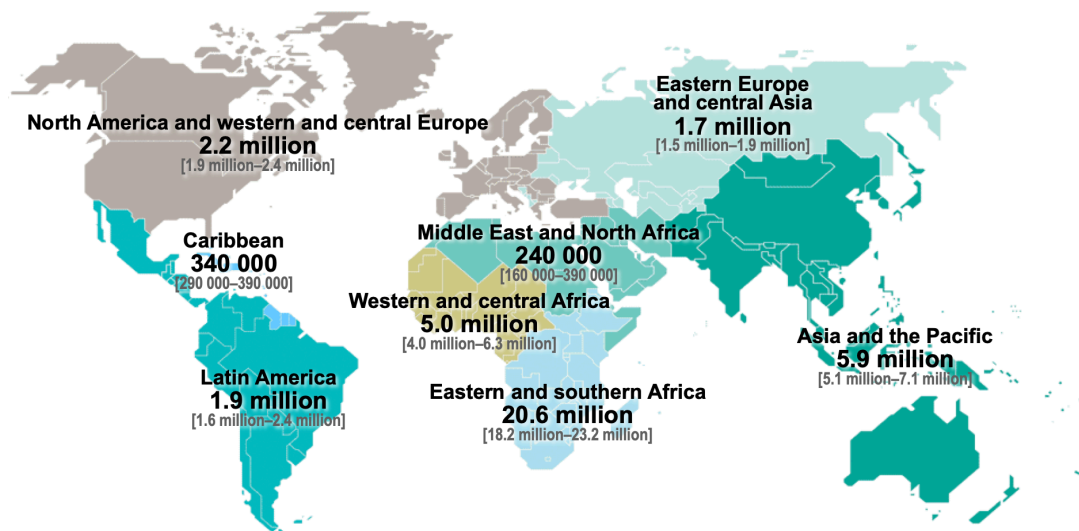 North America and western and central Europe
2.2 million
[1.9 million–2.4 million]
Eastern Europe
and central Asia
1.7 million
[1.5 million–1.9 million]
Caribbean
340 000
[290 000–390 000]
Middle East and North Africa
240 000
[160 000–390 000]
Western and central Africa
5.0 million
[4.0 million–6.3 million]
Asia and the Pacific
5.9 million
[5.1 million–7.1 million]
Latin America
1.9 million
[1.6 million–2.4 million]
Eastern and southern Africa
20.6 million
[18.2 million–23.2 million]